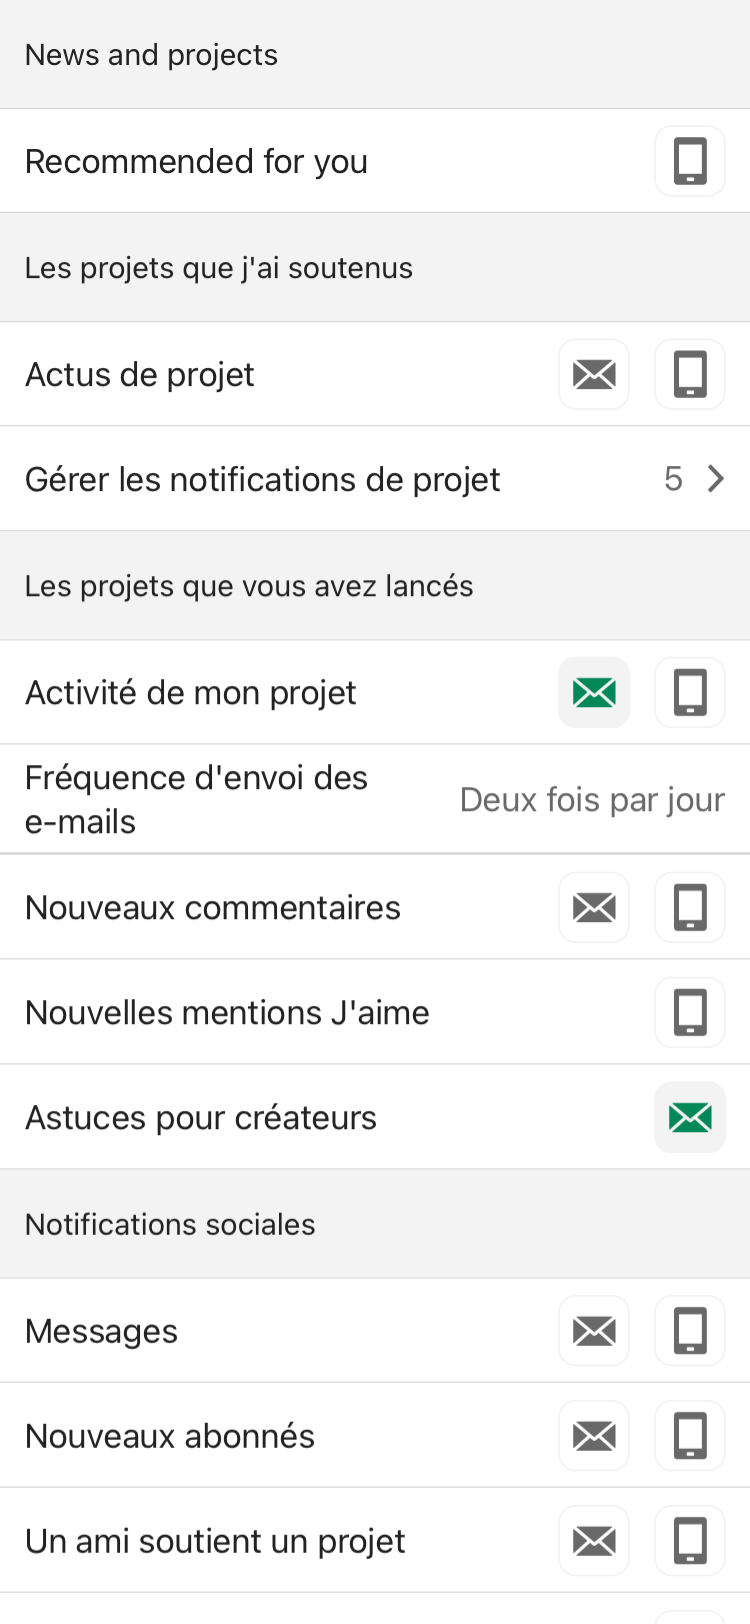 News and projects
Recommended for you
Les projets que j'ai soutenus
Actus de projet
Gérer les notifications de projet 5
Les projets que vous avez lancés
Activité de mon projet
Fréquence d'envoi des
e-mails
Deux fois par jour
Nouveaux commentaires
Nouvelles mentions J'aime
Astuces pour créateurs
Notifications sociales
Messages
Nouveaux abonnés
Un ami soutient un projet